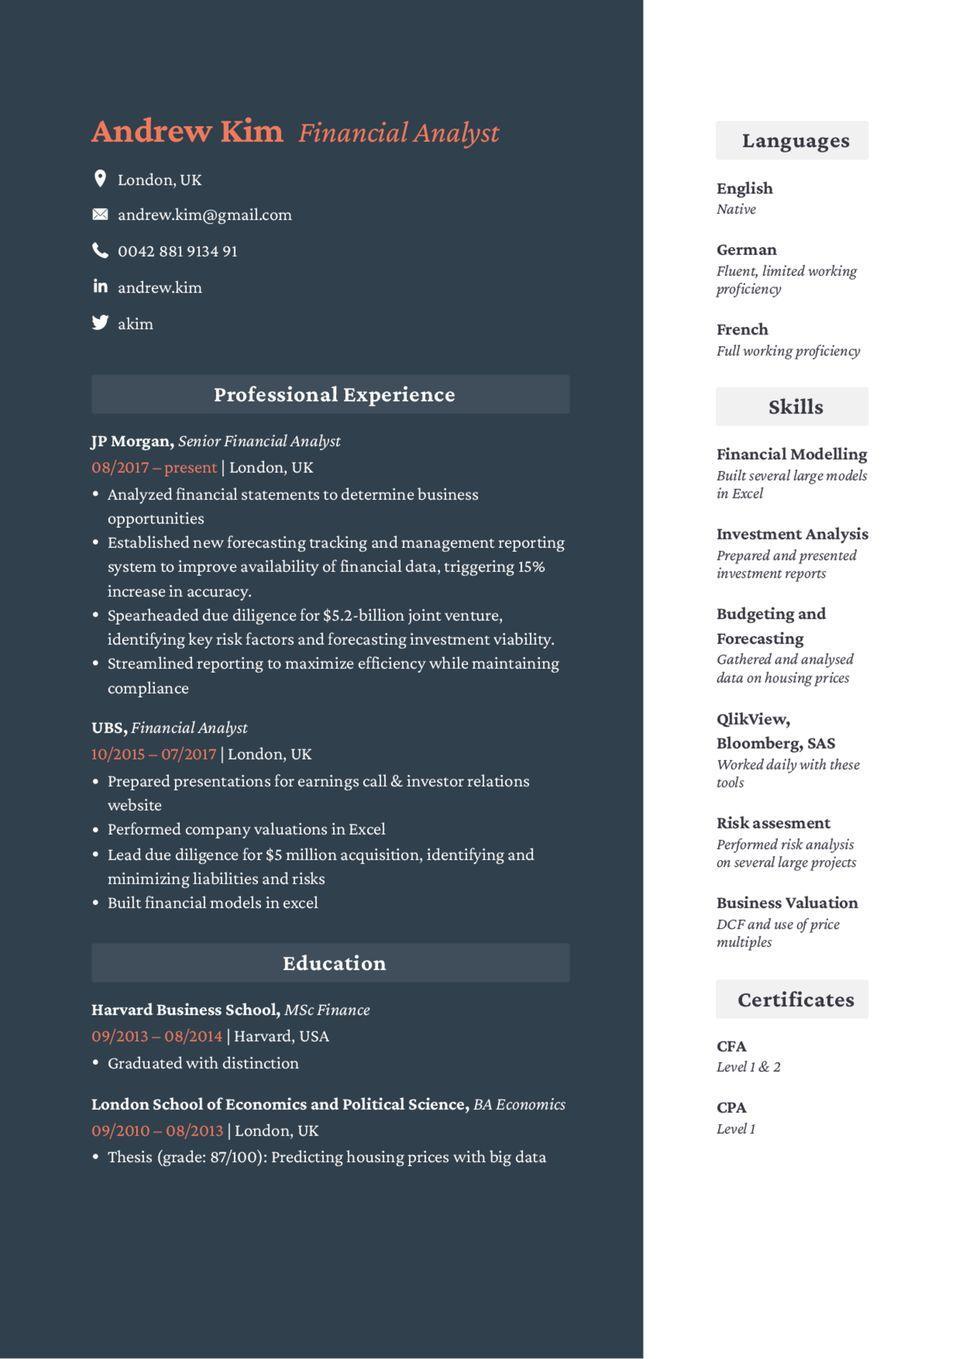 Andrew Kim Financial Analyst
London, UK
andrew.kim@gmail.com
0042 881 9134 91
in andrew.kim
akim
Professional Experience
JP Morgan, Senior Financial Analyst
08/2017 – present | London, UK
• Analyzed financial statements to determine business
opportunities
• Established new forecasting tracking and management reporting
system to improve availability of financial data, triggering 15%
increase in accuracy.
• Spearheaded due diligence for $5.2-billion joint venture,
identifying key risk factors and forecasting investment viability.
• Streamlined reporting to maximize efficiency while maintaining
compliance
UBS, Financial Analyst
10/2015 – 07/2017 | London, UK
• Prepared presentations for earnings call & investor relations
website
• Performed company valuations in Excel
• Lead due diligence for $5 million acquisition, identifying and
minimizing liabilities and risks
• Built financial models in excel
Education
Harvard Business School, MSc Finance
09/2013 – 08/2014 | Harvard, USA
• Graduated with distinction
London School of Economics and Political Science, BA Economics
09/2010 – 08/2013 | London, UK
• Thesis (grade: 87/100): Predicting housing prices with big data
Languages
English
Native
German
Fluent, limited working
proficiency
French
Full working proficiency
Skills
Financial Modelling
Built several large models
in Excel
Investment Analysis
Prepared and presented
investment reports
Budgeting and
Forecasting
Gathered and analysed
data on housing prices
QlikView,
Bloomberg, SAS
Worked daily with these
tools
Risk assesment
Performed risk analysis
on several large projects
Business Valuation
DCF and use of price
multiples
Certificates
CFA
Level 1 & 2
CPA
Level 1